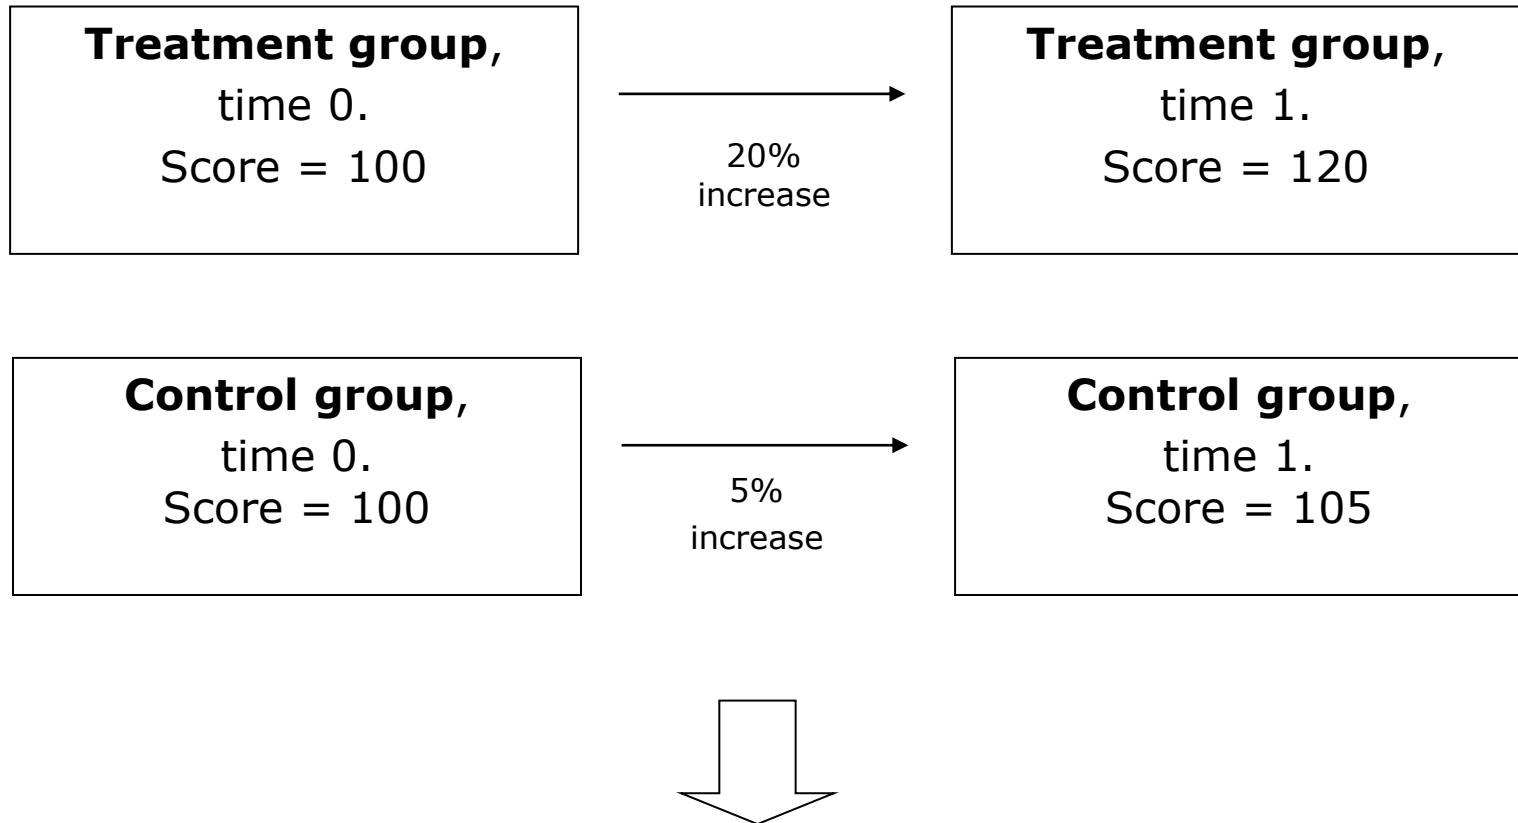 Treatment group,
time 0.
Score = 100
20%
increase
Treatment group,
time 1.
Score = 120
Control group,
time 0.
Score = 100
5%
increase
Control group,
time 1.
Score = 105